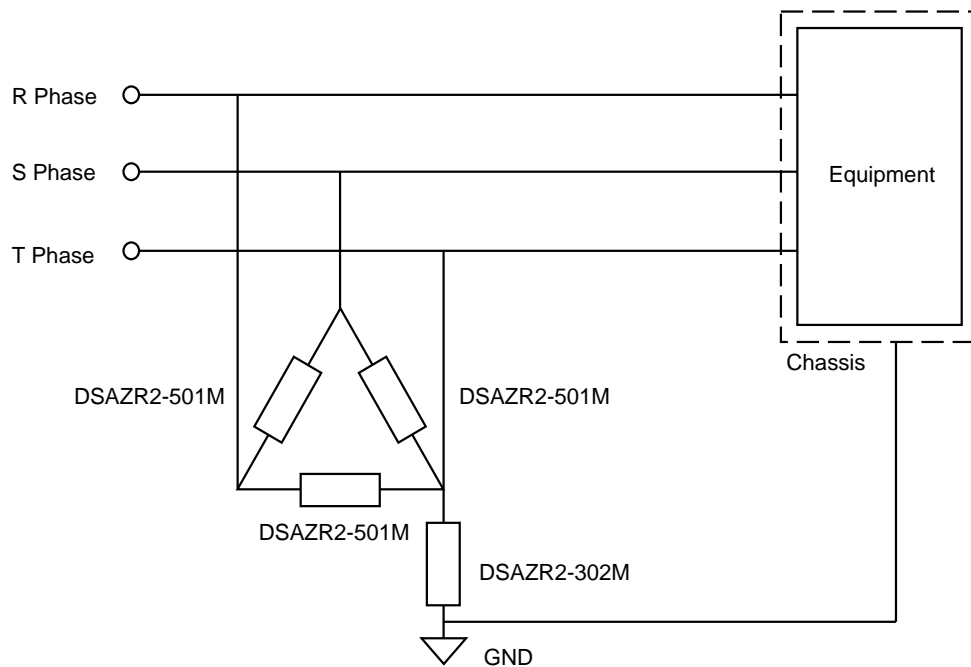 R Phase
S Phase
Equipment
T Phase
Chassis
DSAZR2-501M
DSAZR2-501M
DSAZR2-501M
DSAZR2-302M
GND